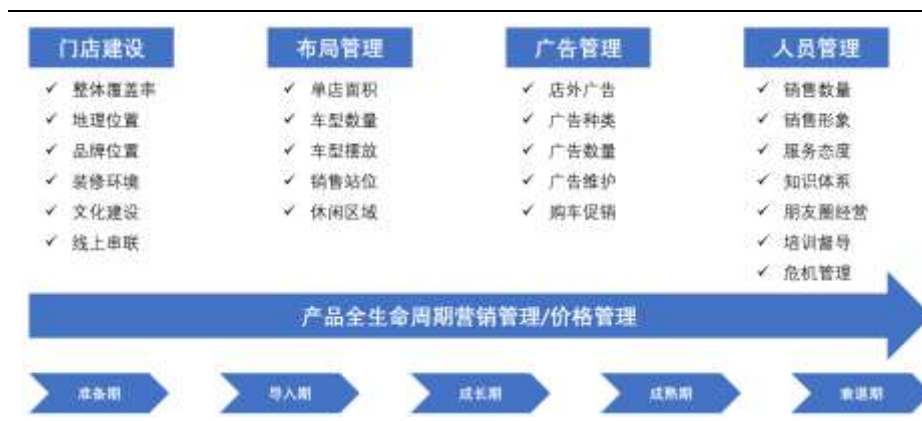 门店建设
✓ 整体覆盖率
✓ 地理位置
✓ 品牌位置
✓ 装修环境
✓ 文化建设
✓ 线上串联
布局管理
✓ 单店面积
✓ 车型数量
✓ 车型摆放
✓ 销售站位
✓ 休闲区域
广告管理
✓ 店外广告
✓ 广告种类
✓ 广告数量
✓ 广告维护
✓ 购车促销
人员管理
✓ 销售数量
✓ 销售形象
✓ 服务态度
✓ 知识体系
✓ 朋友圈经营
✓ 培训督导
✓ 危机管理
产品全生命周期营销管理/价格管理
准备期
导入期
成长期
成熟期
衰退期